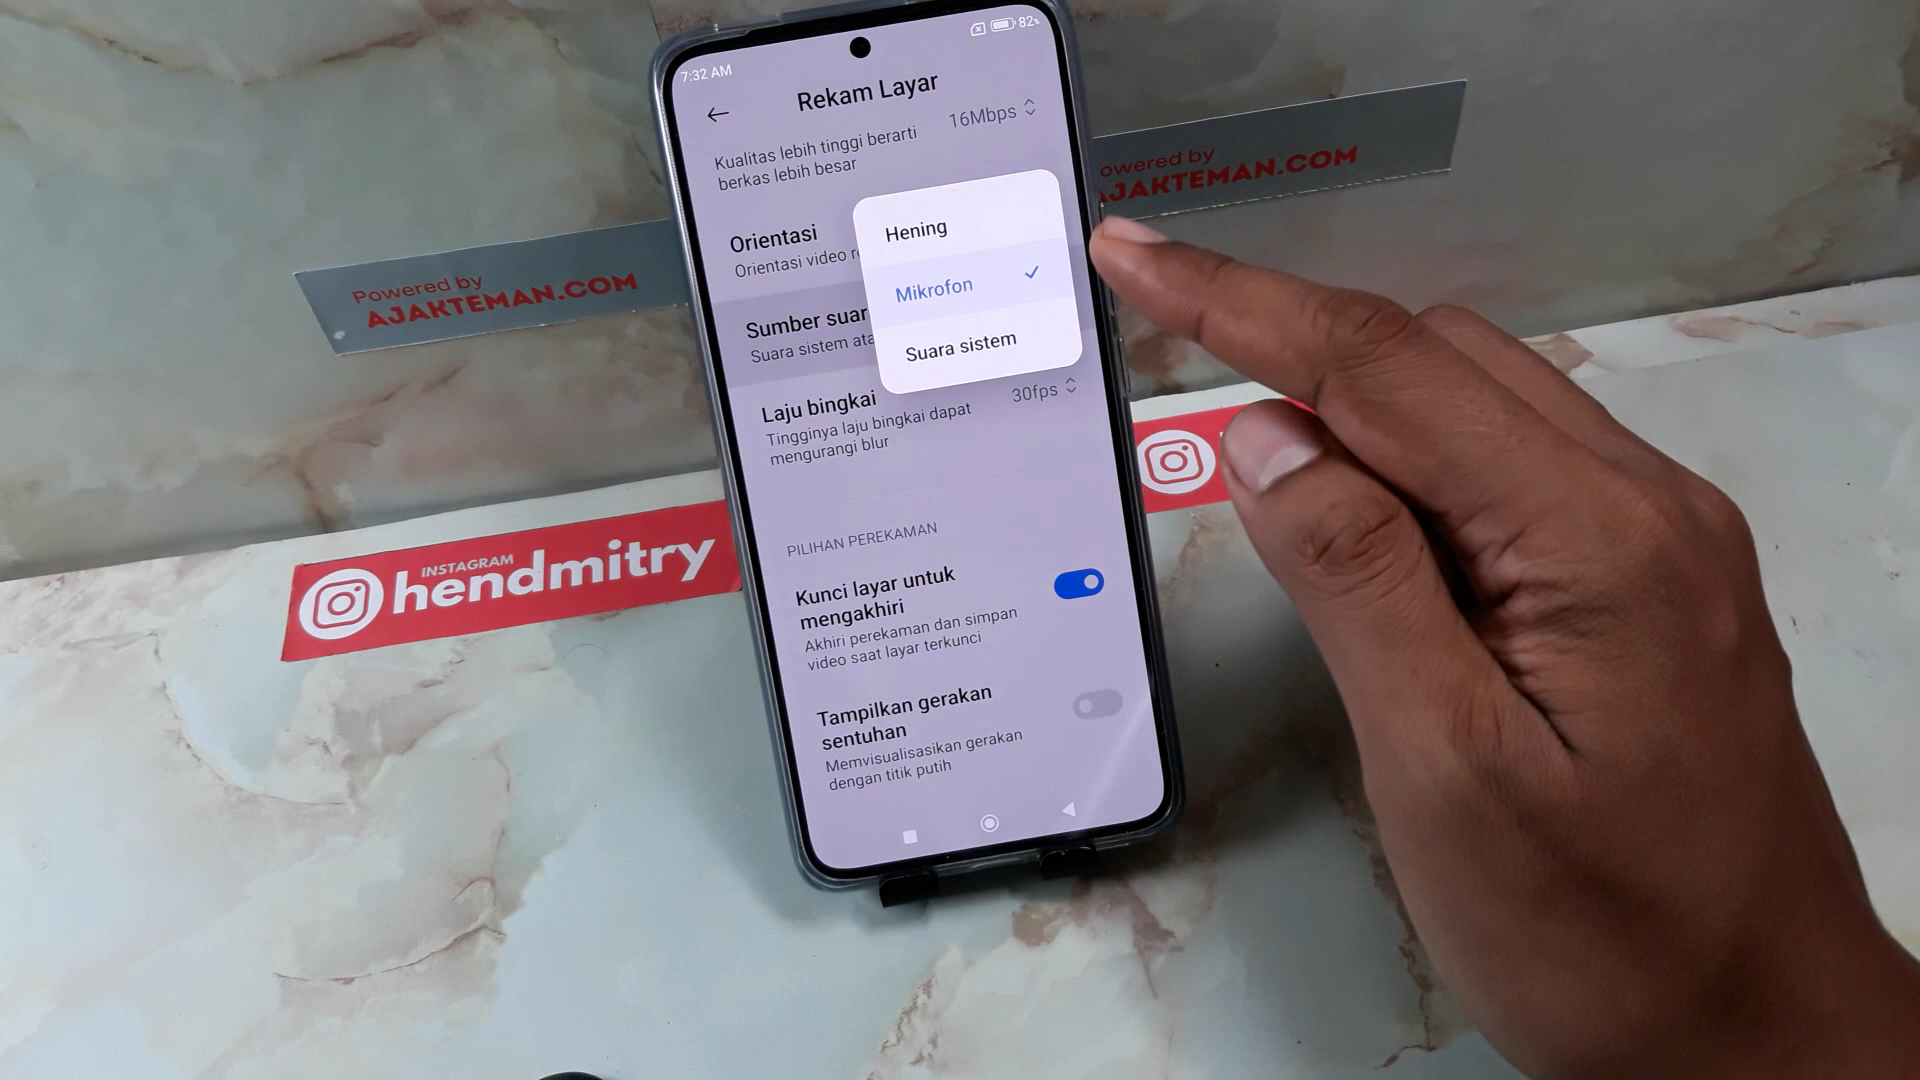 7:32 AM
82%
Rekam Layar
16Mbps
Kualitas lebih tinggi berarti
berkas lebih besar
Orientasi
Orientasi video
Hening
Mikrofon
Suara sistem
Sumber
Suara sistem
Laju bingkai
30fps
Tingginya laju bingkai dapat
mengurangi blur
PILIHAN PEREKAMAN
Kunci layar untuk
mengakhiri
Akhiri perekaman dan simpan
video saat layar terkunci
Tampilkan gerakan
sentuhan
Memvisualisasikan gerakan
dengan titik putih
Powered by
AJAKTEMAN.COM
owered by
AJAKTEMAN.COM
INSTAGRAM
hendmitry